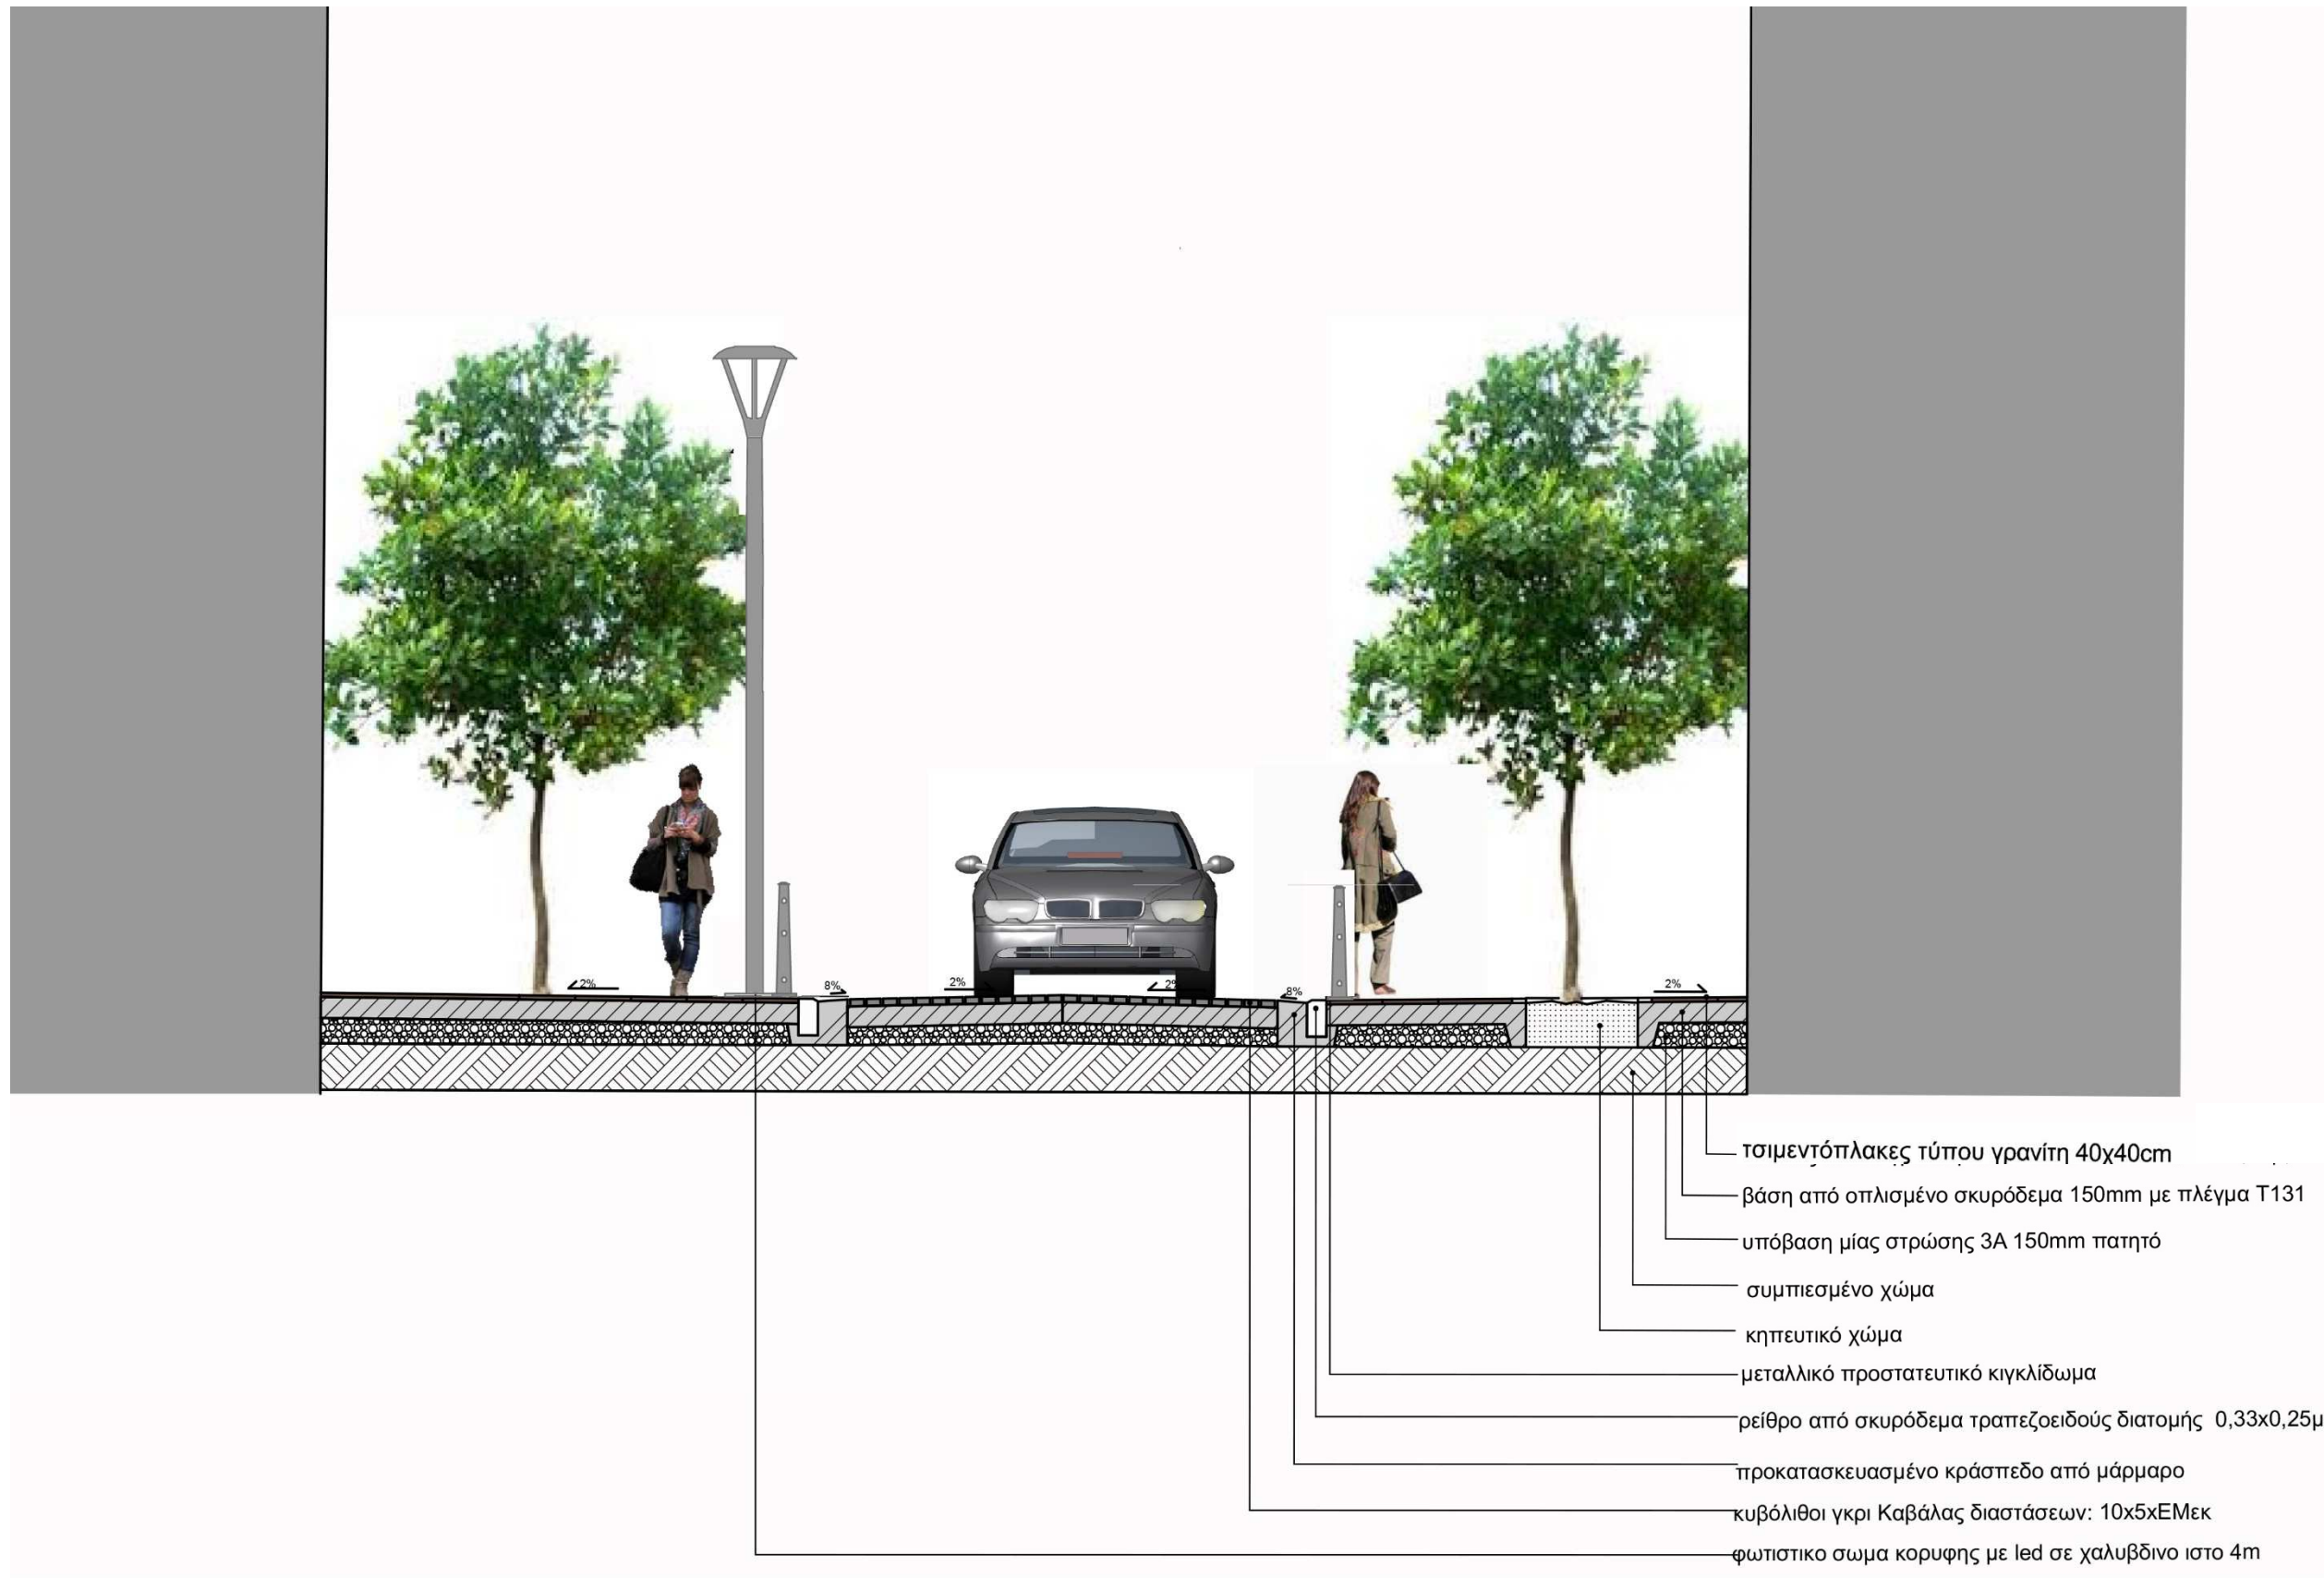 2%
8%
2%
2%
8%
2%
τσιμεντόπλακες τύπου γρανίτη 40χ40cm
βάση από οπλισμένο σκυρόδεμα 150mm με πλέγμα Τ131
υπόβαση μίας στρώσης 3Α 150mm πατητό
συμπιεσμένο χώμα
κηπευτικό χώμα
μεταλλικό προστατευτικό κιγκλίδωμα
ρείθρο από σκυρόδεμα τραπεζοειδούς διατομής 0,33x0,25μ
προκατασκευασμένο κράσπεδο από μάρμαρο
κυβόλιθοι γκρι Καβάλας διαστάσεων: 10x5xΕΜεκ
φωτιστικο σωμα κορυφης με led σε χαλυβδινο ιστο 4m